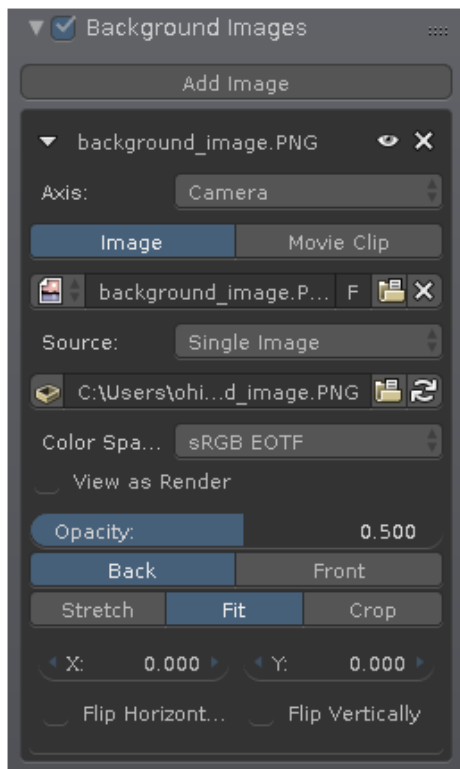 Background Images
Add Image
background_image.PNG
Axis: Camera
Image Movie Clip
background_image.P... F
Source: Single Image
C:\Users\ohi...d_image.PNG
Color Spa... sRGB EOTF
View as Render
Opacity: 0.500
Back Front
Stretch Fit Crop
X: 0.000 Y: 0.000
Flip Horizont... Flip Vertically